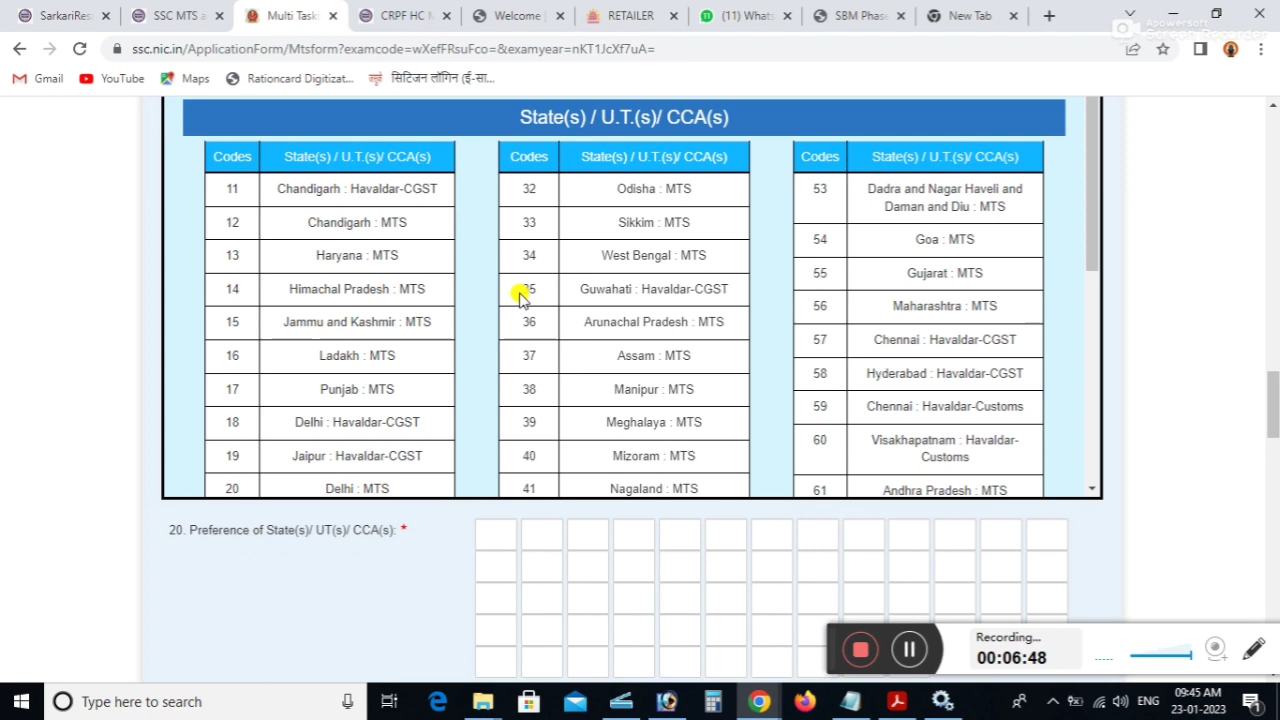 SarkariRes
SSC MTS a
Multi Task
CRPF HC M
Welcome
RETAILER
(11) Whats
SBM Phase
New Tab
ssc.nic.in/ApplicationForm/Mtsform?examcode=wXefFRsuFco=&examyear=nKT1JcXf7uA=
Apowersoft
Screen Recorder
Gmail
YouTube
Maps
Rationcard Digitizat...
सिटिजन लॉगिन (ई-सा...
State(s) / U.T.(s)/ CCA(s)
Codes State(s) / U.T.(s)/ CCA(s) Codes State(s) / U.T.(s)/ CCA(s) Codes State(s) / U.T.(s)/ CCA(s)
11 Chandigarh : Havaldar-CGST
12 Chandigarh : MTS
13 Haryana : MTS
14 Himachal Pradesh : MTS
15 Jammu and Kashmir : MTS
16 Ladakh : MTS
17 Punjab : MTS
18 Delhi : Havaldar-CGST
19 Jaipur : Havaldar-CGST
20 Delhi : MTS
32 Odisha : MTS
33 Sikkim : MTS
34 West Bengal : MTS
35 Guwahati : Havaldar-CGST
36 Arunachal Pradesh : MTS
37 Assam : MTS
38 Manipur : MTS
39 Meghalaya : MTS
40 Mizoram : MTS
41 Nagaland : MTS
53 Dadra and Nagar Haveli and
Daman and Diu : MTS
54 Goa : MTS
55 Gujarat : MTS
56 Maharashtra : MTS
57 Chennai : Havaldar-CGST
58 Hyderabad : Havaldar-CGST
59 Chennai : Havaldar-Customs
60 Visakhapatnam : Havaldar-
Customs
61 Andhra Pradesh : MTS
20. Preference of State(s)/ UT(s)/ CCA(s): *
Recording...
00:06:48
Type here to search
ENG
09:45 AM
23-01-2023